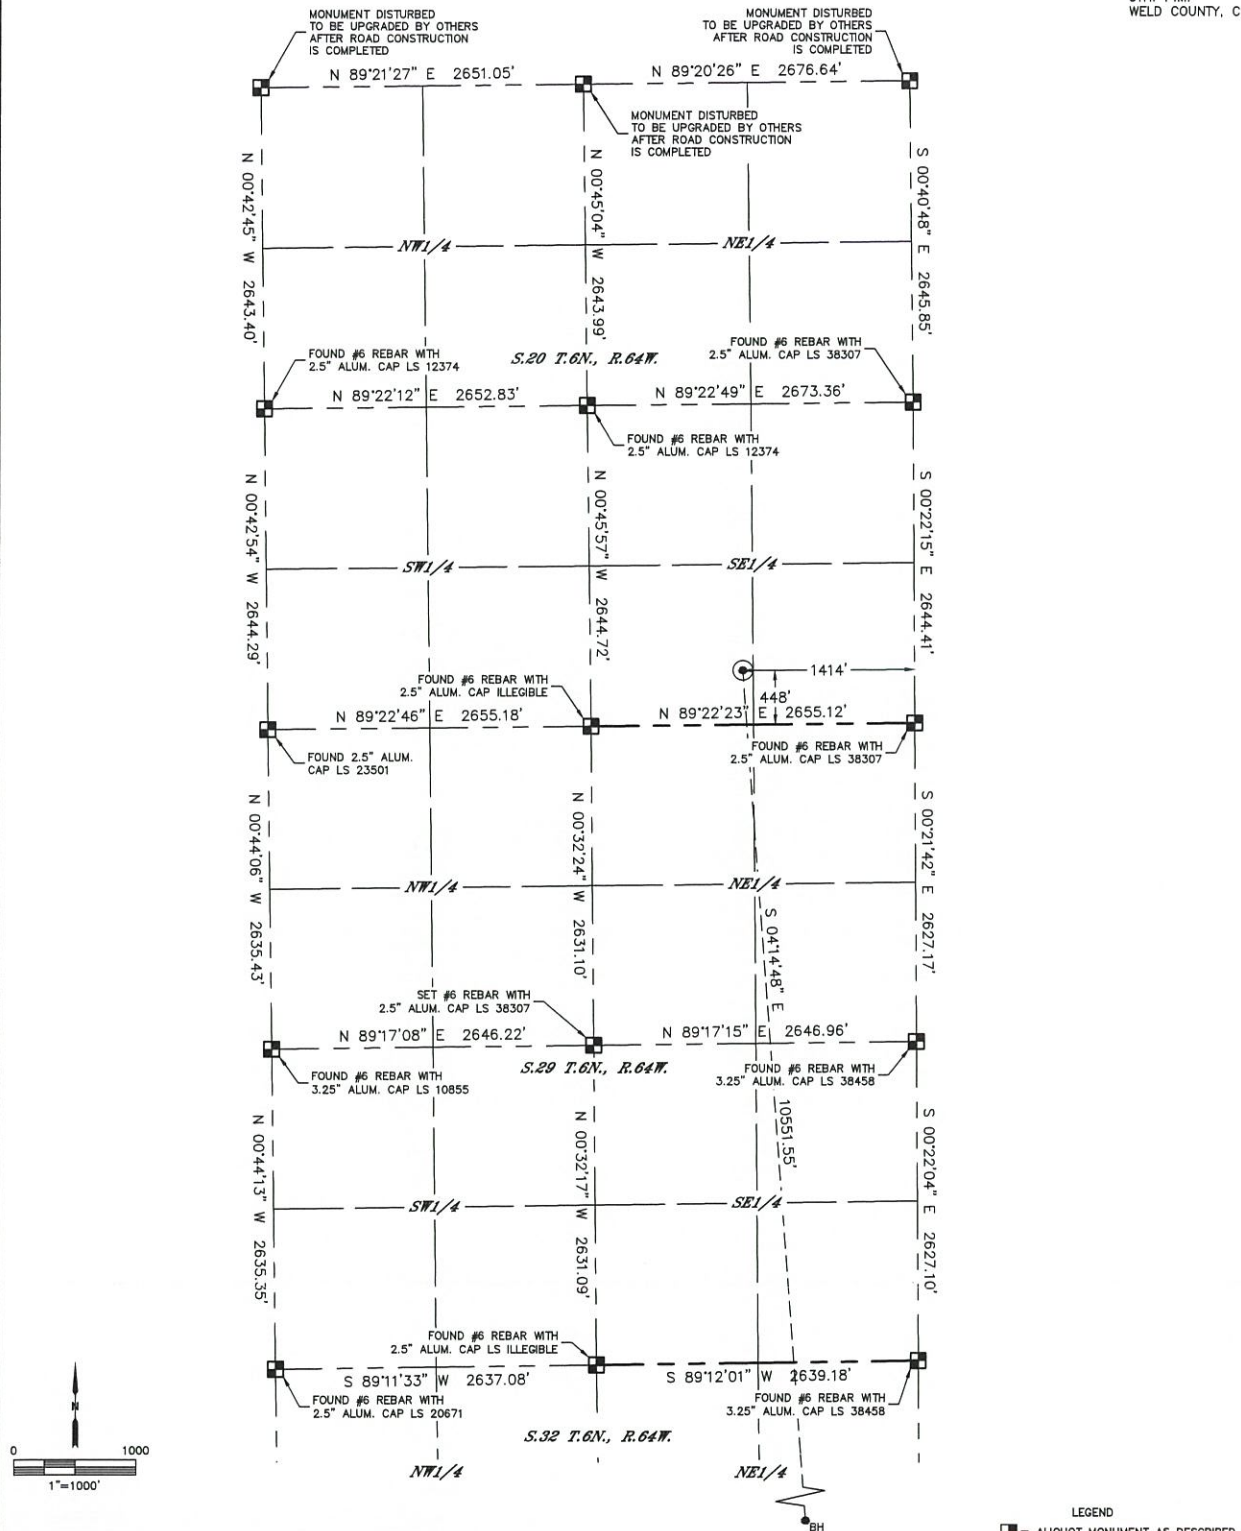 WELD COUNTY, C
MONUMENT DISTURBED
TO BE UPGRADED BY OTHERS
AFTER ROAD CONSTRUCTION
IS COMPLETED
MONUMENT DISTURBED
TO BE UPGRADED BY OTHERS
AFTER ROAD CONSTRUCTION
IS COMPLETED
N 89°21'27" E 2651.05'
N 89°20'26" E 2676.64'
MONUMENT DISTURBED
TO BE UPGRADED BY OTHERS
AFTER ROAD CONSTRUCTION
IS COMPLETED
N 00°42'45" W 2643.40'
N 00°45'04" W 2643.99'
S 00°40'48" E 2645.85'
NW1/4
NE1/4
FOUND #6 REBAR WITH
2.5" ALUM. CAP LS 12374
S.20 T.6N., R.64W.
FOUND #6 REBAR WITH
2.5" ALUM. CAP LS 38307
N 89°22'12" E 2652.83'
N 89°22'49" E 2673.36'
FOUND #6 REBAR WITH
2.5" ALUM. CAP LS 12374
N 00°42'54" W 2644.29'
N 00°45'57" W 2644.72'
S 00°22'15" E 2644.41'
SW1/4
SE1/4
1414'
448'
FOUND #6 REBAR WITH
2.5" ALUM. CAP ILLEGIBLE
N 89°22'46" E 2655.18'
N 89°22'23" E 2655.12'
FOUND 2.5" ALUM.
CAP LS 23501
FOUND #6 REBAR WITH
2.5" ALUM. CAP LS 38307
N 00°44'06" W 2635.43'
N 00°32'24" W 2631.10'
S 00°21'42" E 2627.17'
NW1/4
NE1/4
S 04°14'48" E
10551.55'
SET #6 REBAR WITH
2.5" ALUM. CAP LS 38307
N 89°17'08" E 2646.22'
N 89°17'15" E 2646.96'
FOUND #6 REBAR WITH
3.25" ALUM. CAP LS 10855
S.29 T.6N., R.64W.
FOUND #6 REBAR WITH
3.25" ALUM. CAP LS 38458
N 00°44'13" W 2635.35'
N 00°32'17" W 2631.09'
S 00°22'04" E 2627.10'
SW1/4
SE1/4
FOUND #6 REBAR WITH
2.5" ALUM. CAP LS ILLEGIBLE
S 89°11'33" W 2637.08'
S 89°12'01" W 2639.18'
FOUND #6 REBAR WITH
2.5" ALUM. CAP LS 20671
FOUND #6 REBAR WITH
3.25" ALUM. CAP LS 38458
S.32 T.6N., R.64W.
NW1/4
NE1/4
N
0 1000
1"=1000'
BH
LEGEND
= ALIQUOT MONUMENT AS DESCRIBED